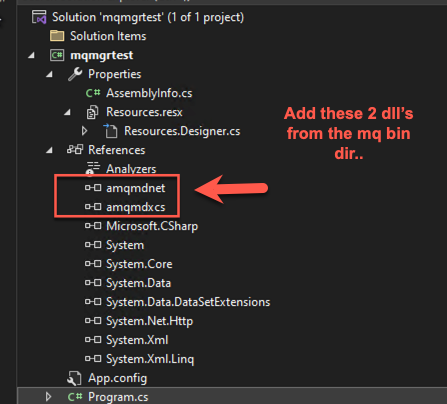 Solution 'mqmgrtest' (1 of 1 project)
Solution Items
mqmgrtest
Properties
C# AssemblyInfo.cs
Resources.resx
Resources.Designer.cs
References
Analyzers
amqmdnet
amqmdxcs
Microsoft.CSharp
System
System.Core
System.Data
System.Data.DataSetExtensions
System.Net.Http
System.Xml
System.Xml.Linq
App.config
C# Program.cs
Add these 2 dll's
from the mq bin
dir..